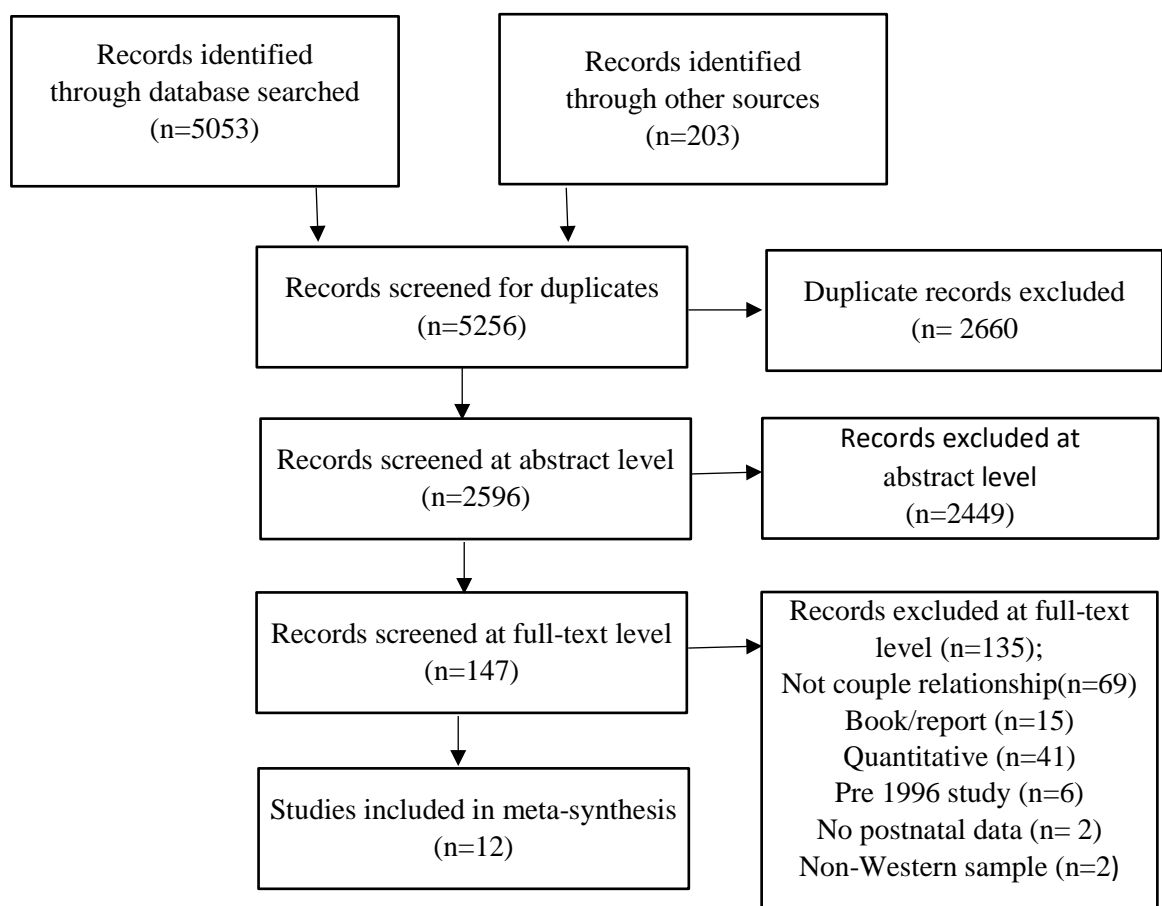 Records identified
through database searched
(n=5053)
Records identified
through other sources
(n=203)
Records screened for duplicates
(n=5256)
Duplicate records excluded
(n= 2660
Records screened at abstract level
(n=2596)
Records excluded at
abstract level
(n=2449)
Records screened at full-text level
(n=147)
Records excluded at full-text
level (n=135);
Not couple relationship(n=69)
Book/report (n=15)
Quantitative (n=41)
Pre 1996 study (n=6)
No postnatal data (n= 2)
Non-Western sample (n=2)
Studies included in meta-synthesis
(n=12)